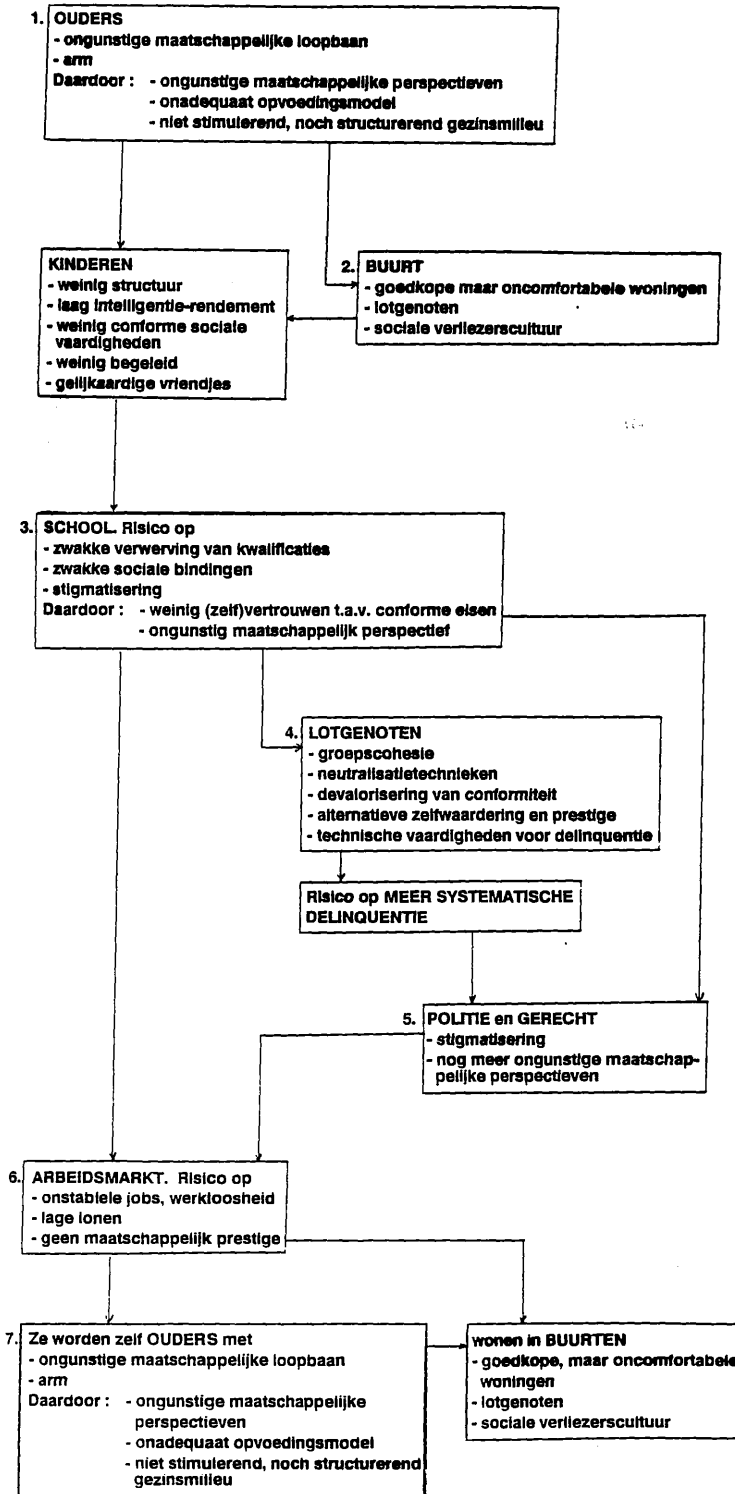 1. OUDERS
- ongunstige maatschappelijke loopbaan
- arm
Daardoor : - ongunstige maatschappelijke perspectieven
- onadequaat opvoedingsmodel
- niet stimulerend, noch structurerend gezinsmilieu
KINDEREN
- weinig structuur
- laag intelligentie-rendement
- weinig conforme sociale
vaardigheden
- weinig begeleid
- gelijkaardige vriendjes
2. BUURT
- goedkope maar oncomfortabele woningen
- lotgenoten
- sociale verliezerscultuur
3. SCHOOL. Risico op
- zwakke verwerving van kwalificaties
- zwakke sociale bindingen
- stigmatisering
Daardoor : - weinig (zelf)vertrouwen t.a.v. conforme eisen
- ongunstig maatschappelijk perspectief
4. LOTGENOTEN
- groepscohesie
- neutralisatietechnieken
- devalorisering van conformiteit
- alternatieve zelfwaardering en prestige
- technische vaardigheden voor delinquentie
Risico op MEER SYSTEMATISCHE
DELINQUENTIE
5. POLITIE en GERECHT
- stigmatisering
- nog meer ongunstige maatschap-
pelijke perspectieven
6. ARBEIDSMARKT. Risico op
- onstabiele jobs, werkloosheid
- lage lonen
- geen maatschappelijk prestige
7. Ze worden zelf OUDERS met
- ongunstige maatschappelijke loopbaan
- arm
Daardoor : - ongunstige maatschappelijke
perspectieven
- onadequaat opvoedingsmodel
- niet stimulerend, noch structurerend
gezinsmilieu
wonen in BUURTEN
- goedkope, maar oncomfortabele
woningen
- lotgenoten
- sociale verliezerscultuur